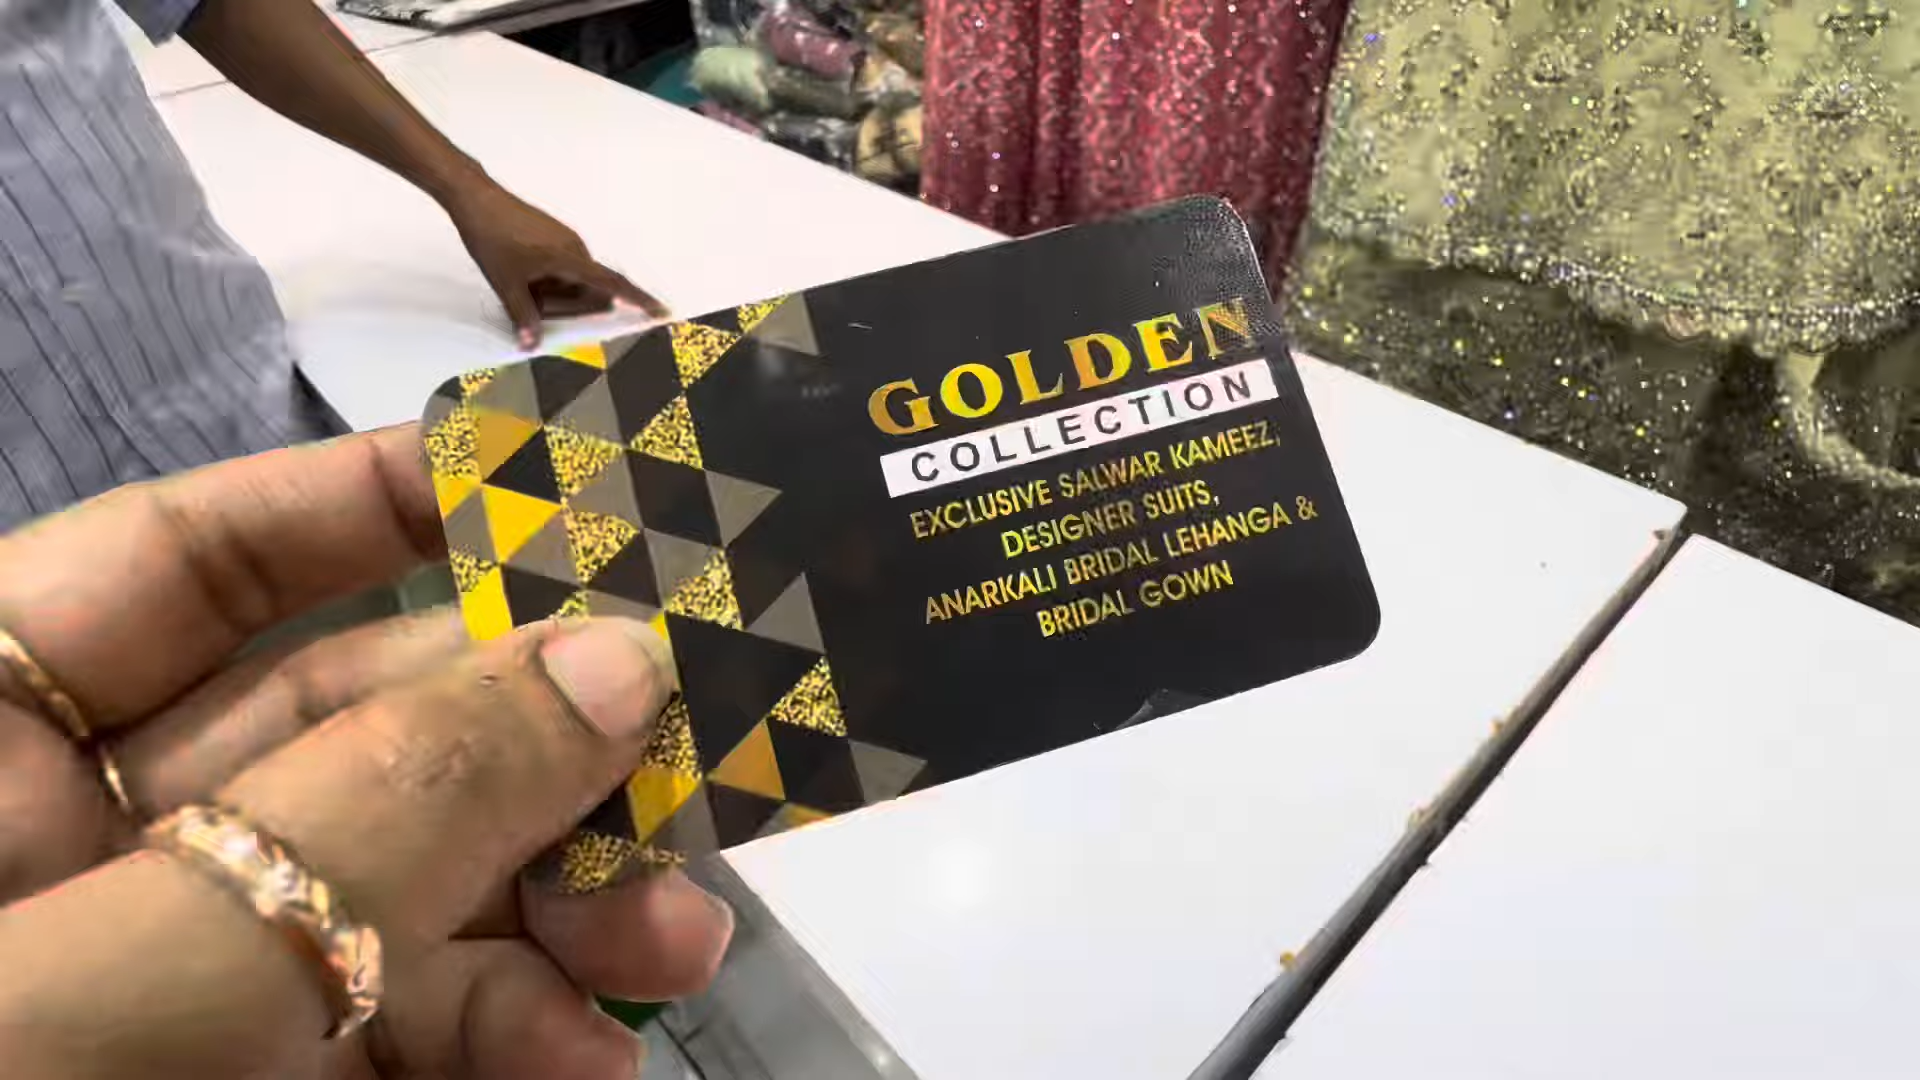 GOLDEN
COLLECTION
EXCLUSIVE SALWAR KAMEEZ,
DESIGNER SUITS,
ANARKALI BRIDAL LEHANGA &
BRIDAL GOWN